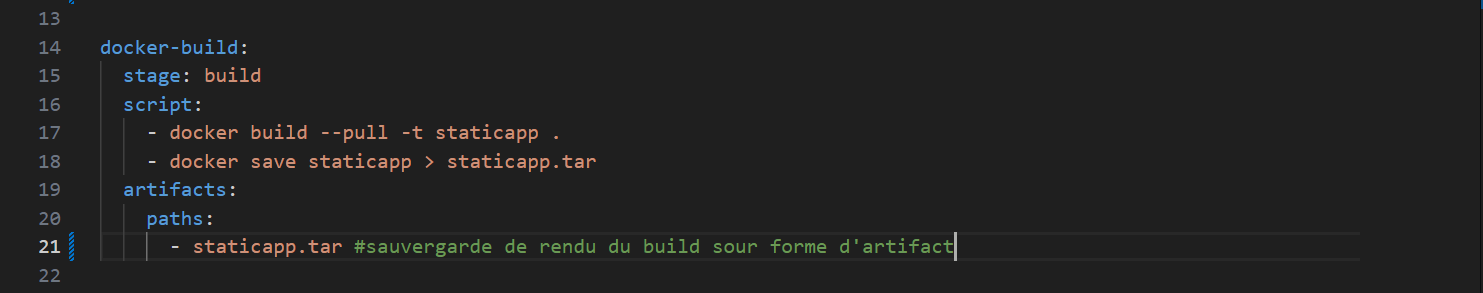 13
14 docker-build:
15 stage: build
16 script:
17 - docker build --pull -t staticapp .
18 - docker save staticapp > staticapp.tar
19 artifacts:
20 paths:
21 - staticapp.tar #sauvergarde de rendu du build sour forme d'artifact
22